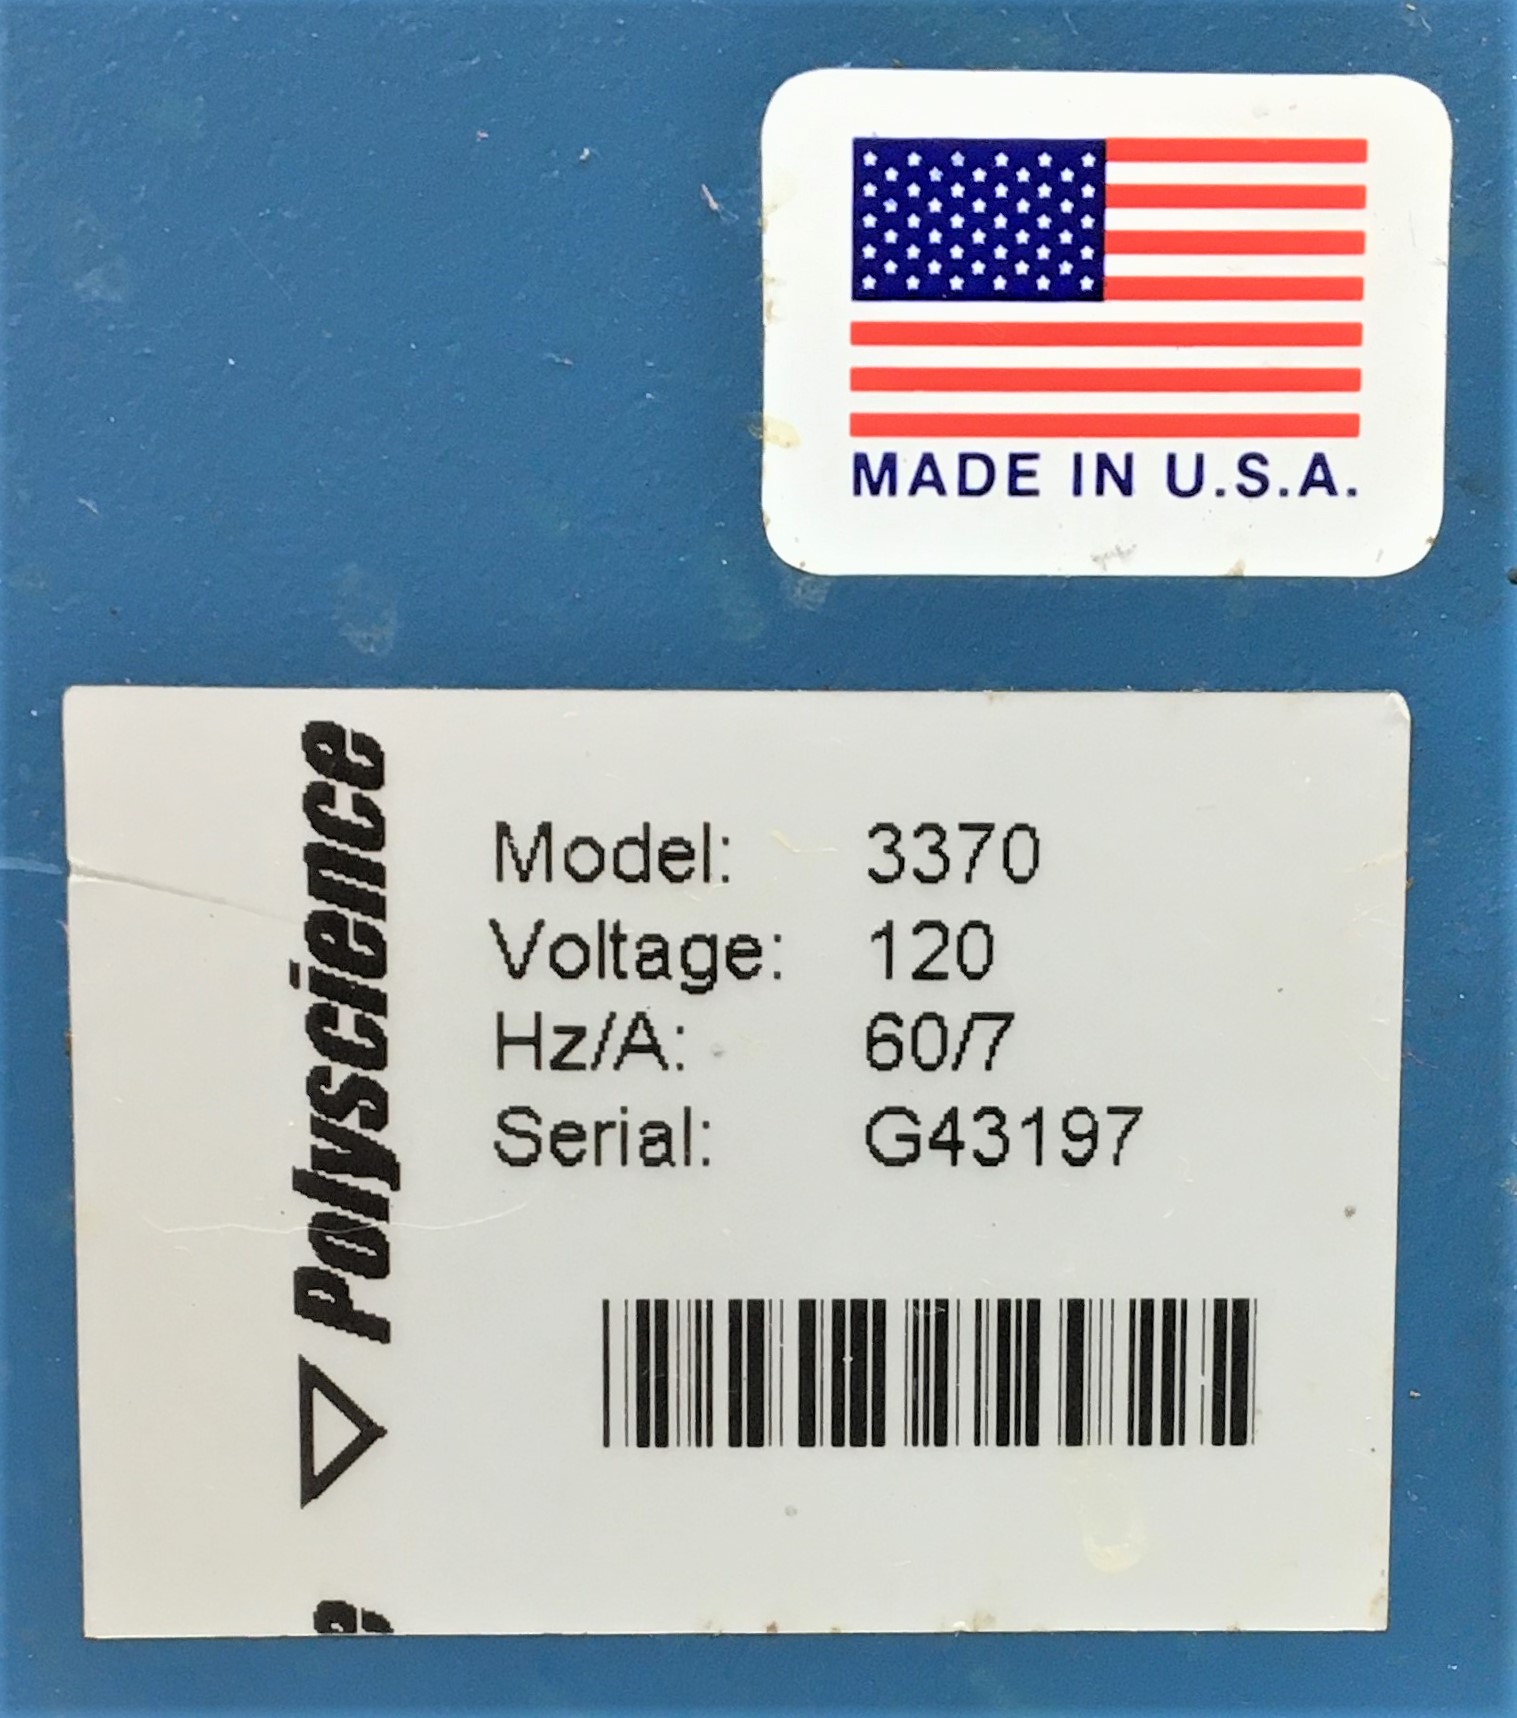 MADE IN U.S.A.
Polyscience
Model: 3370
Voltage: 120
Hz/A: 60/7
Serial: G43197
e